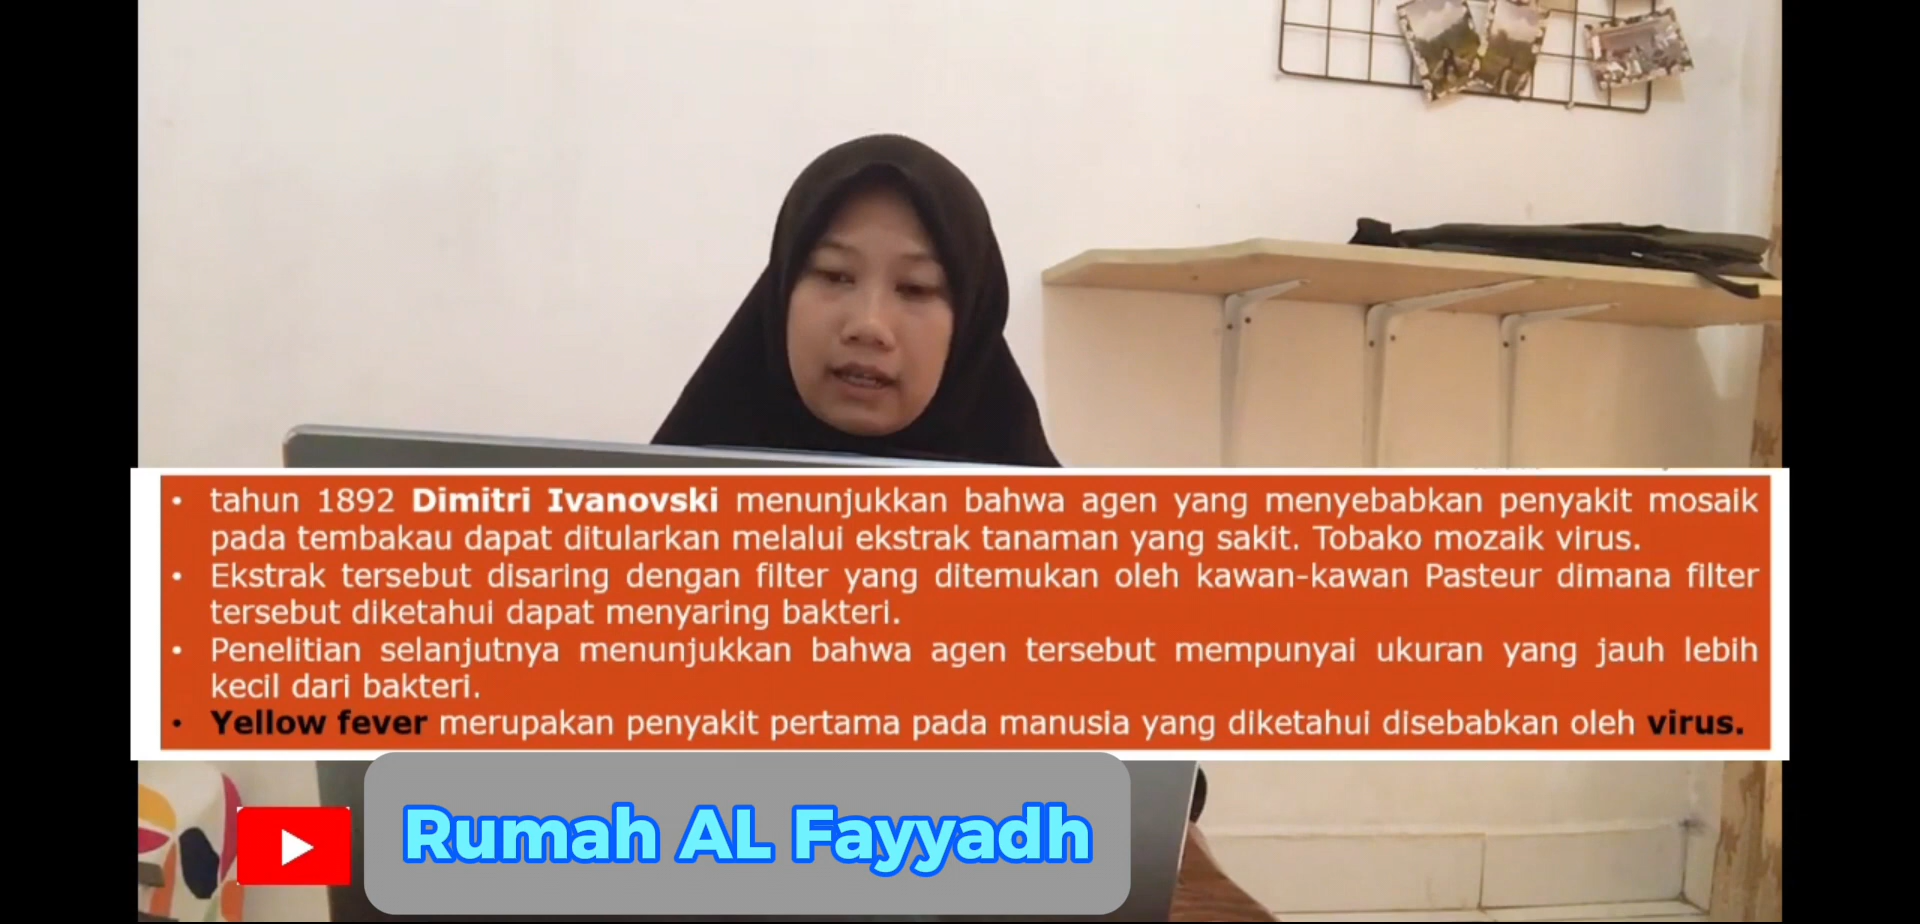 • tahun 1892 Dimitri Ivanovski menunjukkan bahwa agen yang menyebabkan penyakit mosaik
pada tembakau dapat ditularkan melalui ekstrak tanaman yang sakit. Tobako mozaik virus.
• Ekstrak tersebut disaring dengan filter yang ditemukan oleh kawan-kawan Pasteur dimana filter
tersebut diketahui dapat menyaring bakteri.
• Penelitian selanjutnya menunjukkan bahwa agen tersebut mempunyai ukuran yang jauh lebih
kecil dari bakteri.
• Yellow fever merupakan penyakit pertama pada manusia yang diketahui disebabkan oleh virus.
Rumah AL Fayyadh